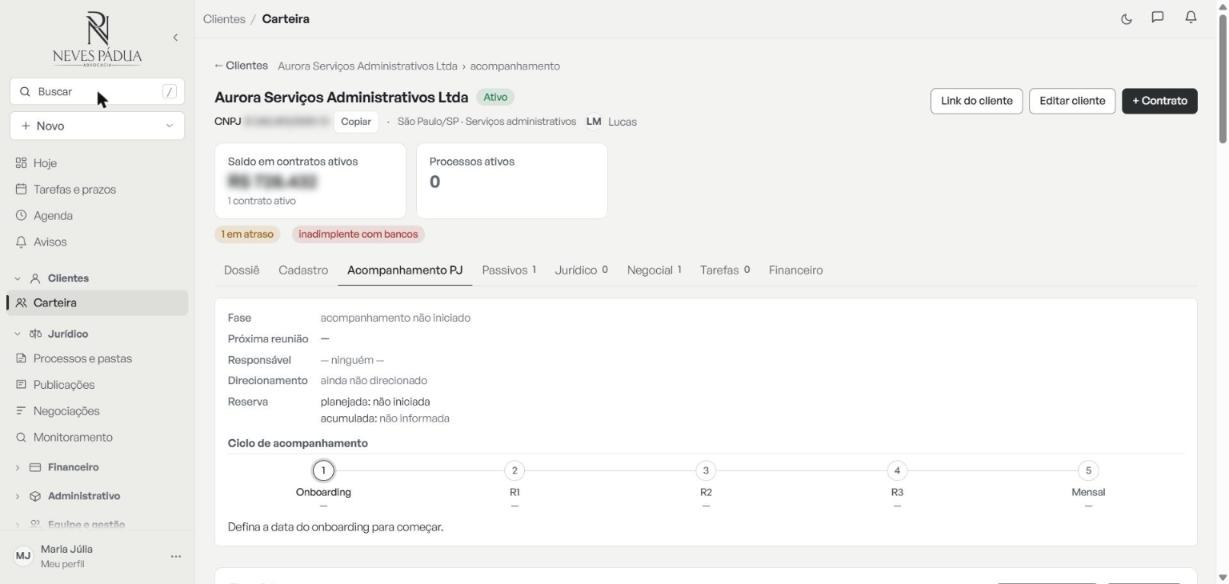 NEVES PÁDUA
ADVOCACIA
Buscar /
+ Novo
Hoje
Tarefas e prazos
Agenda
Avisos
Clientes
Carteira
Jurídico
Processos e pastas
Publicações
Negociações
Monitoramento
Financeiro
Administrativo
Equipe e gestão
MJ Maria Júlia
Meu perfil
Clientes / Carteira
← Clientes Aurora Serviços Administrativos Ltda › acompanhamento
Aurora Serviços Administrativos Ltda Ativo
Link do cliente Editar cliente + Contrato
CNPJ Copiar · São Paulo/SP · Serviços administrativos LM Lucas
Saldo em contratos ativos
1 contrato ativo
Processos ativos
0
1 em atraso inadimplente com bancos
Dossiê Cadastro Acompanhamento PJ Passivos 1 Jurídico 0 Negocial 1 Tarefas 0 Financeiro
Fase acompanhamento não iniciado
Próxima reunião —
Responsável — ninguém —
Direcionamento ainda não direcionado
Reserva planejada: não iniciada
acumulada: não informada
Ciclo de acompanhamento
1 2 3 4 5
Onboarding R1 R2 R3 Mensal
— — — — —
Defina a data do onboarding para começar.